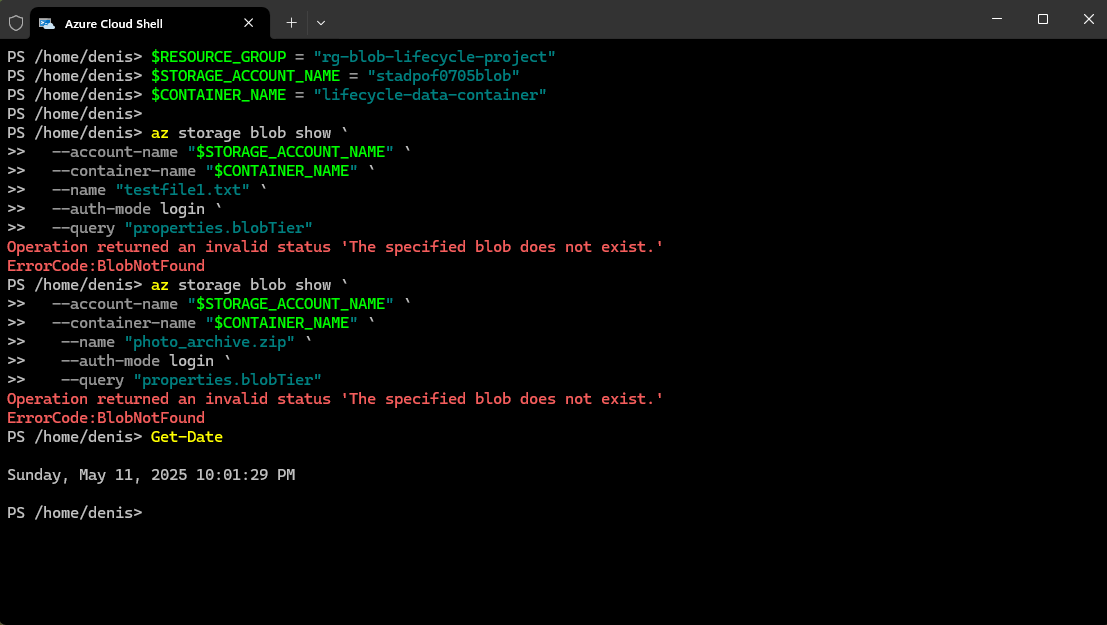 Azure Cloud Shell
PS /home/denis> $RESOURCE_GROUP = "rg-blob-lifecycle-project"
PS /home/denis> $STORAGE_ACCOUNT_NAME = "stadpof0705blob"
PS /home/denis> $CONTAINER_NAME = "lifecycle-data-container"
PS /home/denis>
PS /home/denis> az storage blob show `
>>   --account-name "$STORAGE_ACCOUNT_NAME" `
>>   --container-name "$CONTAINER_NAME" `
>>   --name "testfile1.txt" `
>>   --auth-mode login `
>>   --query "properties.blobTier"
Operation returned an invalid status 'The specified blob does not exist.'
ErrorCode:BlobNotFound
PS /home/denis> az storage blob show `
>>   --account-name "$STORAGE_ACCOUNT_NAME" `
>>   --container-name "$CONTAINER_NAME" `
>>    --name "photo_archive.zip" `
>>    --auth-mode login `
>>    --query "properties.blobTier"
Operation returned an invalid status 'The specified blob does not exist.'
ErrorCode:BlobNotFound
PS /home/denis> Get-Date
Sunday, May 11, 2025 10:01:29 PM
PS /home/denis>